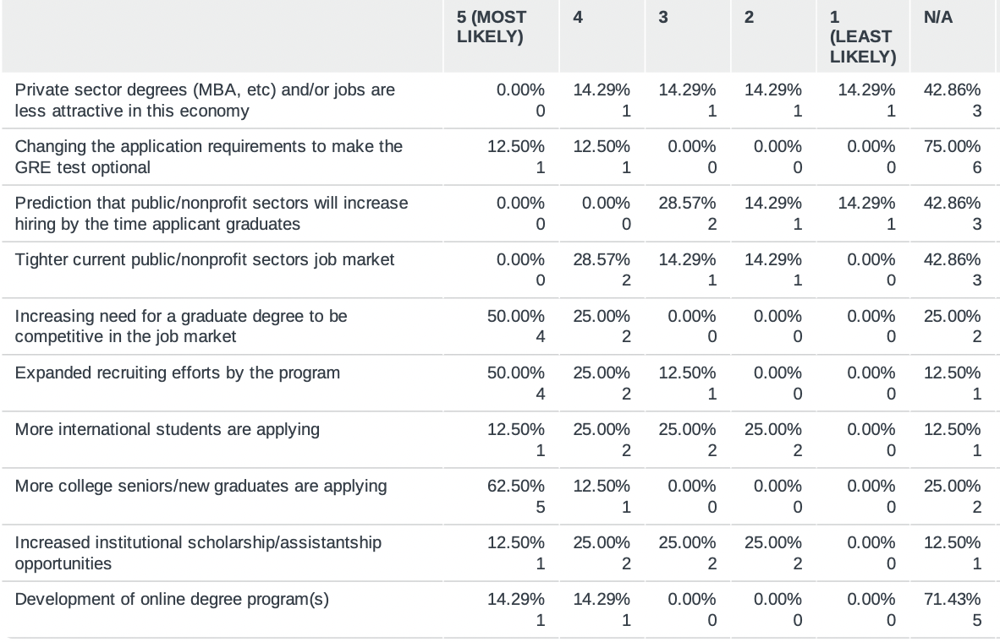 5 (MOST LIKELY) 4 3 2 1 (LEAST LIKELY) N/A
Private sector degrees (MBA, etc) and/or jobs are 0.00% 14.29% 14.29% 14.29% 14.29% 42.86%
less attractive in this economy 0 1 1 1 1 3
Changing the application requirements to make the 12.50% 12.50% 0.00% 0.00% 0.00% 75.00%
GRE test optional 1 1 0 0 0 6
Prediction that public/nonprofit sectors will increase 0.00% 0.00% 28.57% 14.29% 14.29% 42.86%
hiring by the time applicant graduates 0 0 2 1 1 3
Tighter current public/nonprofit sectors job market 0.00% 28.57% 14.29% 14.29% 0.00% 42.86%
0 2 1 1 0 3
Increasing need for a graduate degree to be 50.00% 25.00% 0.00% 0.00% 0.00% 25.00%
competitive in the job market 4 2 0 0 0 2
Expanded recruiting efforts by the program 50.00% 25.00% 12.50% 0.00% 0.00% 12.50%
4 2 1 0 0 1
More international students are applying 12.50% 25.00% 25.00% 25.00% 0.00% 12.50%
1 2 2 2 0 1
More college seniors/new graduates are applying 62.50% 12.50% 0.00% 0.00% 0.00% 25.00%
5 1 0 0 0 2
Increased institutional scholarship/assistantship 12.50% 25.00% 25.00% 25.00% 0.00% 12.50%
opportunities 1 2 2 2 0 1
Development of online degree program(s) 14.29% 14.29% 0.00% 0.00% 0.00% 71.43%
1 1 0 0 0 5